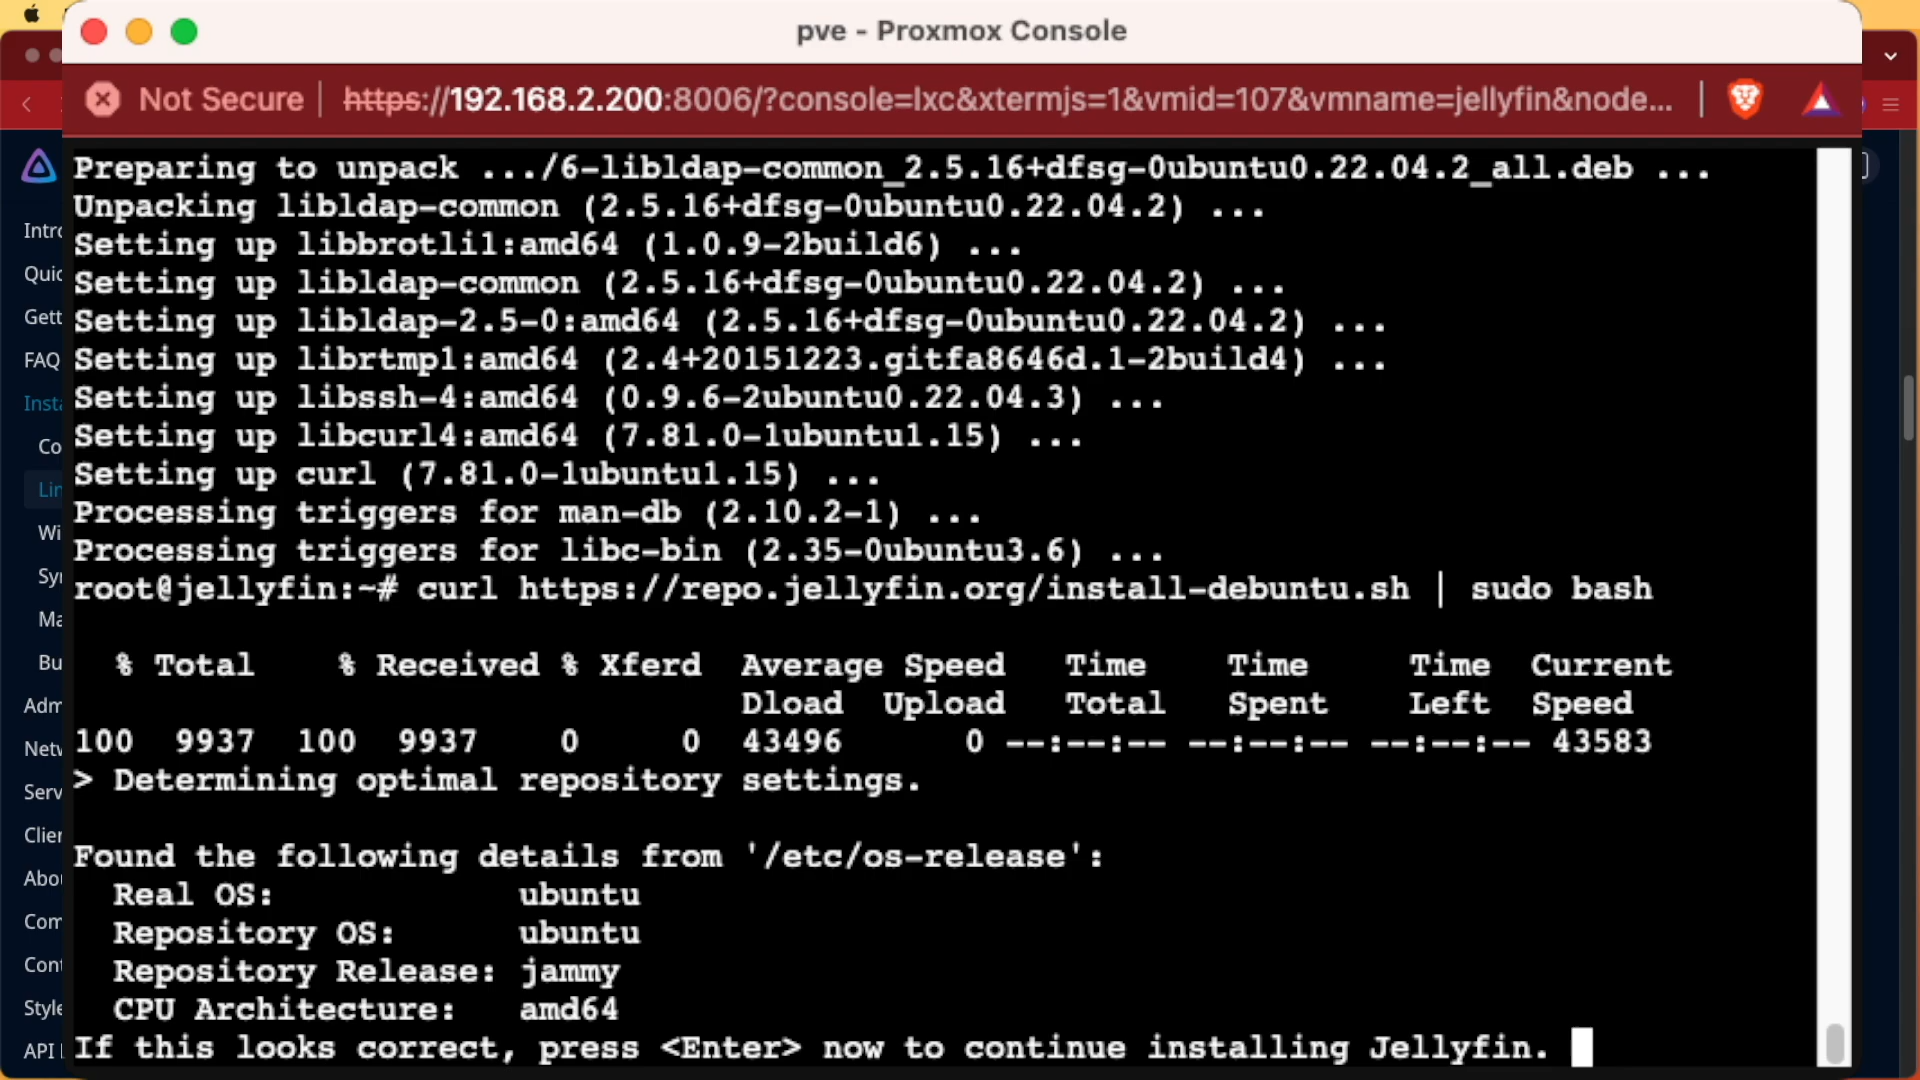 pve - Proxmox Console
Not Secure | https://192.168.2.200:8006/?console=lxc&xtermjs=1&vmid=107&vmname=jellyfin&node...
Preparing to unpack .../6-libldap-common_2.5.16+dfsg-0ubuntu0.22.04.2_all.deb ...
Unpacking libldap-common (2.5.16+dfsg-0ubuntu0.22.04.2) ...
Setting up libbrotli1:amd64 (1.0.9-2build6) ...
Setting up libldap-common (2.5.16+dfsg-0ubuntu0.22.04.2) ...
Setting up libldap-2.5-0:amd64 (2.5.16+dfsg-0ubuntu0.22.04.2) ...
Setting up librtmp1:amd64 (2.4+20151223.gitfa8646d.1-2build4) ...
Setting up libssh-4:amd64 (0.9.6-2ubuntu0.22.04.3) ...
Setting up libcurl4:amd64 (7.81.0-1ubuntu1.15) ...
Setting up curl (7.81.0-1ubuntu1.15) ...
Processing triggers for man-db (2.10.2-1) ...
Processing triggers for libc-bin (2.35-0ubuntu3.6) ...
root@jellyfin:~# curl https://repo.jellyfin.org/install-debuntu.sh | sudo bash
% Total % Received % Xferd Average Speed Time Time Time Current
Dload Upload Total Spent Left Speed
100 9937 100 9937 0 0 43496 0 --:--:-- --:--:-- --:--:-- 43583
> Determining optimal repository settings.
Found the following details from '/etc/os-release':
Real OS: ubuntu
Repository OS: ubuntu
Repository Release: jammy
CPU Architecture: amd64
If this looks correct, press <Enter> now to continue installing Jellyfin.
Intro
Quic
Gett
FAQ
Insta
Co
Lin
Wi
Syn
Ma
Bu
Adm
Netw
Serv
Clien
Abou
Com
Cont
Style
API